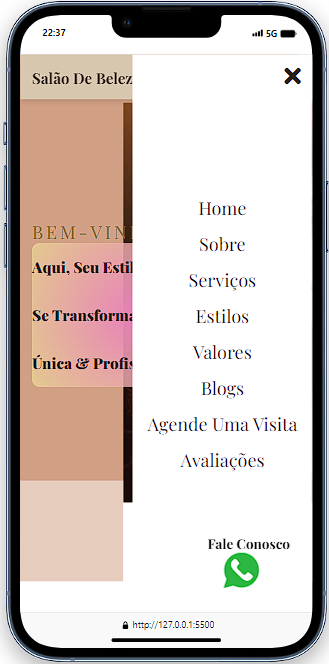 22:37
5G
Salão De Belez
BEM-VIN
Aqui, Seu Estil
Se Transforma
Única & Profis
Home
Sobre
Serviços
Estilos
Valores
Blogs
Agende Uma Visita
Avaliações
Fale Conosco
http://127.0.0.1:5500